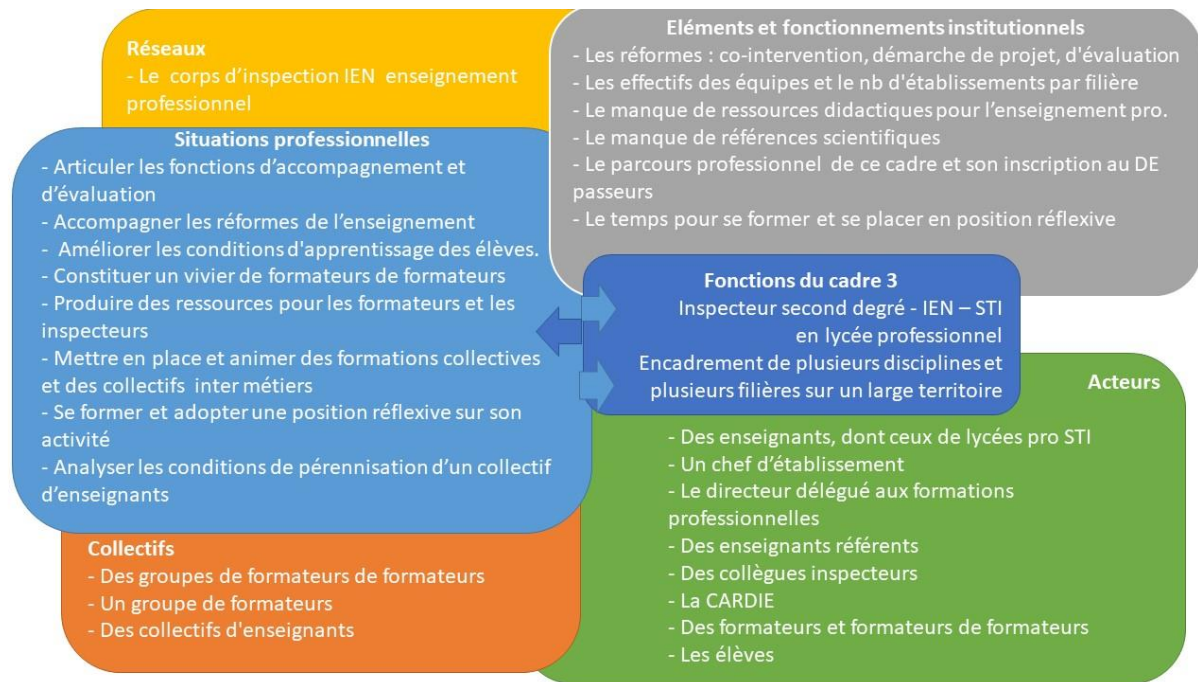 Réseaux
- Le corps d’inspection IEN enseignement
professionnel
Eléments et fonctionnements institutionnels
- Les réformes : co-intervention, démarche de projet, d'évaluation
- Les effectifs des équipes et le nb d'établissements par filière
- Le manque de ressources didactiques pour l’enseignement pro.
- Le manque de références scientifiques
- Le parcours professionnel de ce cadre et son inscription au DE
passeurs
- Le temps pour se former et se placer en position réflexive
Situations professionnelles
- Articuler les fonctions d’accompagnement et
d’évaluation
- Accompagner les réformes de l’enseignement
- Améliorer les conditions d'apprentissage des élèves.
- Constituer un vivier de formateurs de formateurs
- Produire des ressources pour les formateurs et les
inspecteurs
- Mettre en place et animer des formations collectives
et des collectifs inter métiers
- Se former et adopter une position réflexive sur son
activité
- Analyser les conditions de pérennisation d’un collectif
d’enseignants
Fonctions du cadre 3
Inspecteur second degré - IEN – STI
en lycée professionnel
Encadrement de plusieurs disciplines et
plusieurs filières sur un large territoire
Acteurs
- Des enseignants, dont ceux de lycées pro STI
- Un chef d’établissement
- Le directeur délégué aux formations
professionnelles
- Des enseignants référents
- Des collègues inspecteurs
- La CARDIE
- Des formateurs et formateurs de formateurs
- Les élèves
Collectifs
- Des groupes de formateurs de formateurs
- Un groupe de formateurs
- Des collectifs d'enseignants